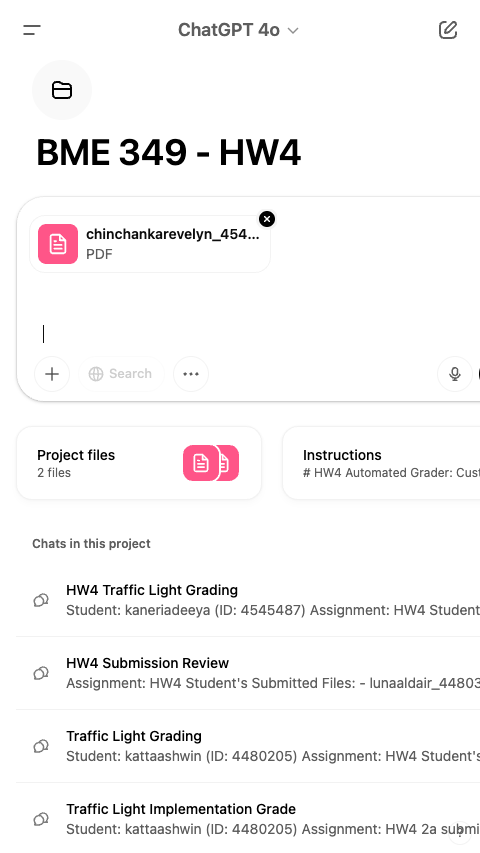 ChatGPT 4o
BME 349 - HW4
chinchankarevelyn_454...
PDF
Search
Project files
2 files
Instructions
# HW4 Automated Grader: Cust
Chats in this project
HW4 Traffic Light Grading
Student: kaneriadeeya (ID: 4545487) Assignment: HW4 Student
HW4 Submission Review
Assignment: HW4 Student's Submitted Files: - lunaaldair_44803
Traffic Light Grading
Student: kattaashwin (ID: 4480205) Assignment: HW4 Student's
Traffic Light Implementation Grade
Student: kattaashwin (ID: 4480205) Assignment: HW4 2a submi